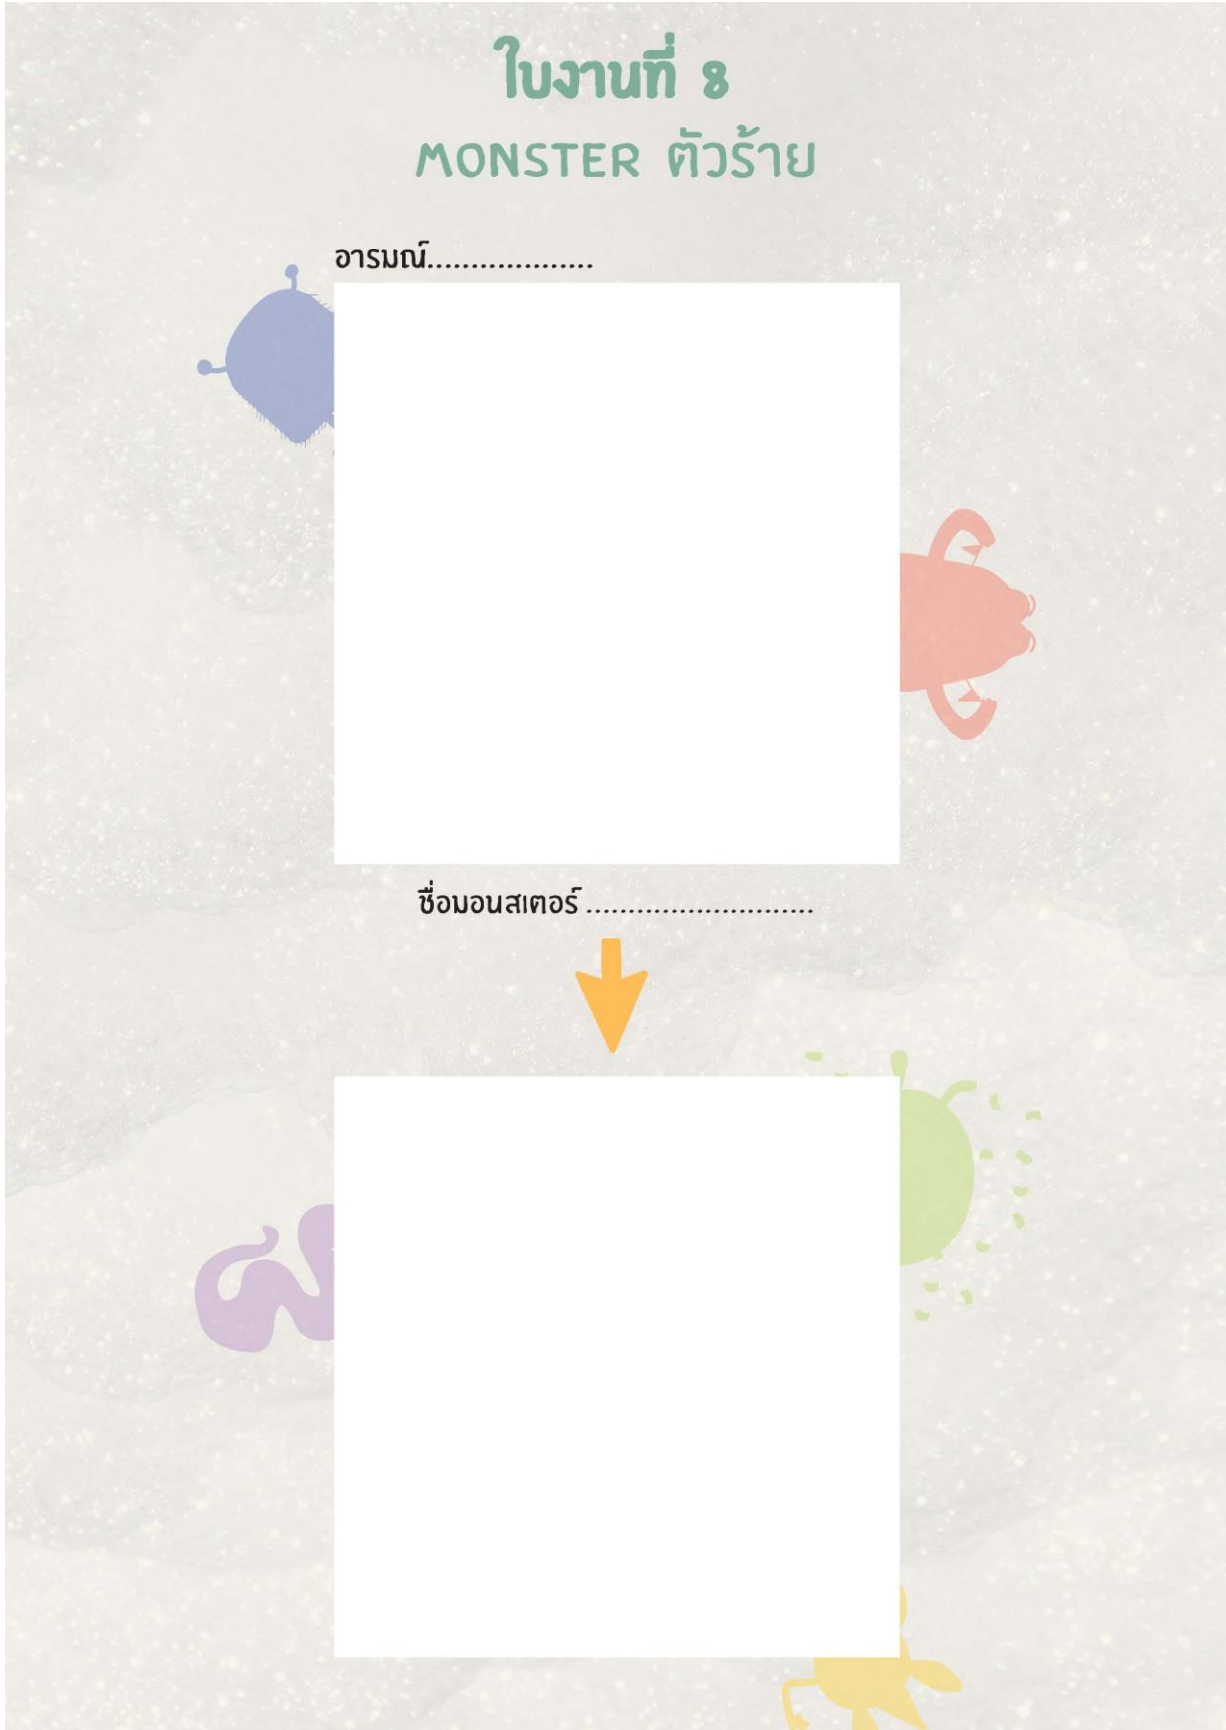 ใบงานที่ 8
MONSTER ตัวร้าย
อารมณ์...................
ชื่อมอนสเตอร์ ...........................